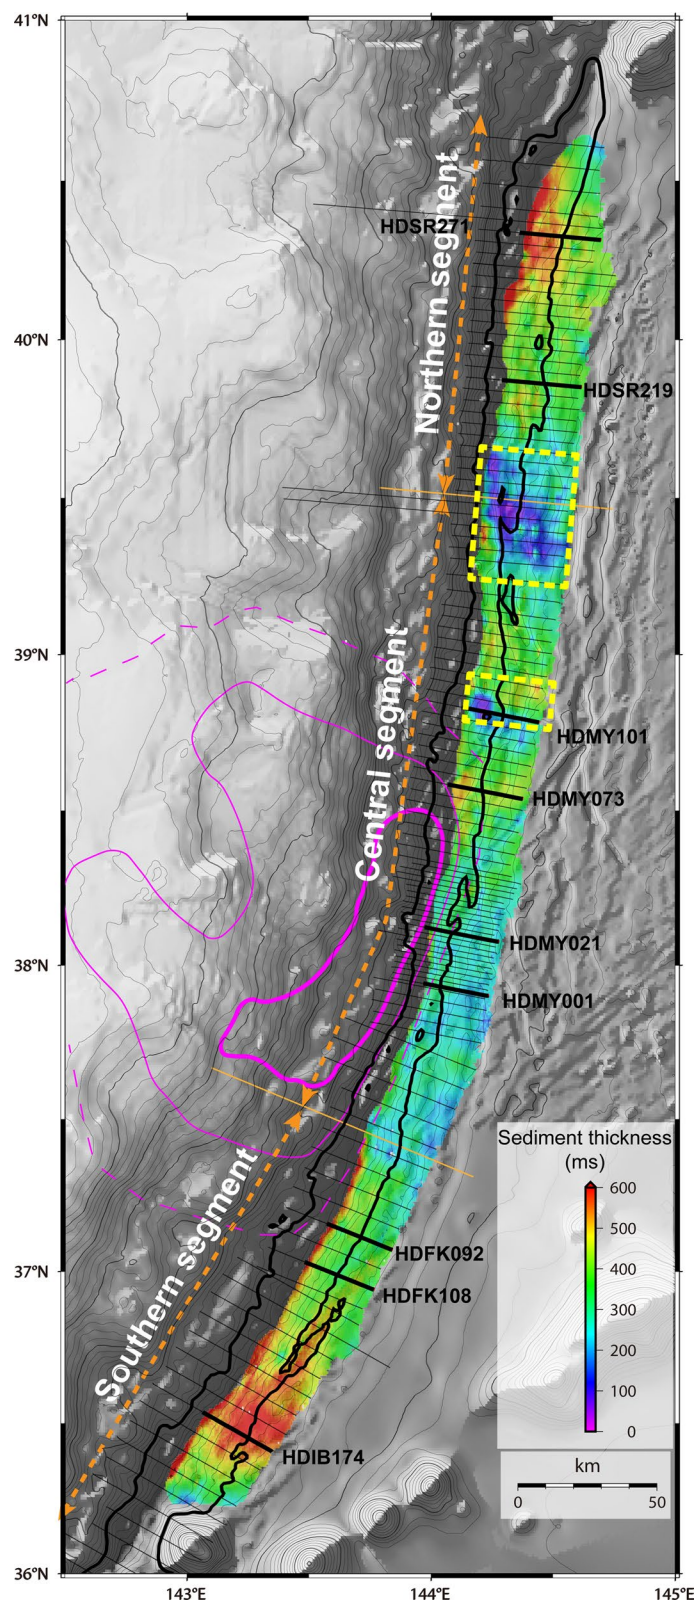 41°N
HDSR271
Northern segment
40°N
HDSR219
39°N
Central segment
HDMY101
HDMY073
HDMY021
38°N
HDMY001
Sediment thickness
(ms)
600
500
400
300
200
100
0
Southern segment
HDFK092
37°N
HDFK108
HDIB174
km
0 50
36°N
143°E 144°E 145°E